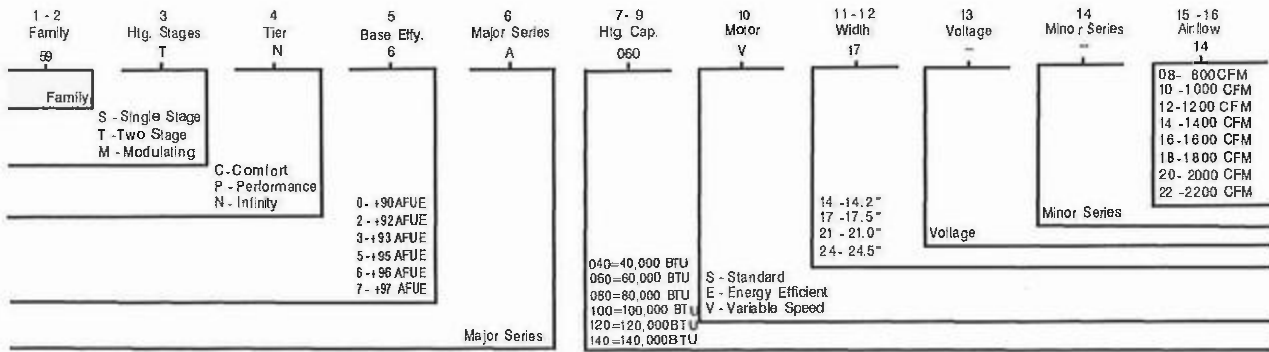 1 - 2 3 4 5 6 7- 9 10 11 - 12 13 14 15 -16
Family Htg. Stages Tier Base Effy. Major Series Htg. Cap. Motor Width Voltage Minor Series Airflow
59 T N 6 A 060 V 17 – – 14
Family
S - Single Stage
T - Two Stage
M - Modulating
C - Comfort
P - Performance
N - Infinity
0- +90 AFUE
2 - +92 AFUE
3 - +93 AFUE
5 - +95 AFUE
6 - +96 AFUE
7 - +97 AFUE
Major Series
040=40,000 BTU
060=60,000 BTU
080=80,000 BTU
100=100,000 BTU
120=120,000BTU
140=140,000BTU
S - Standard
E - Energy Efficient
V - Variable Speed
14 -14.2"
17 -17.5"
21 -21.0"
24- 24.5"
Voltage
Minor Series
08- 800CFM
10 -1000 CFM
12-1200 CFM
14 -1400 CFM
16-1600 CFM
18-1800 CFM
20- 2000 CFM
22 -2200 CFM